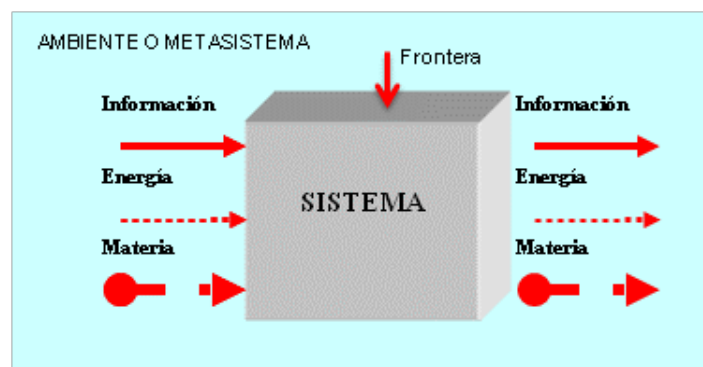 AMBIENTE O METASISTEMA
Frontera
Información
Información
Energía
Energía
SISTEMA
Materia
Materia